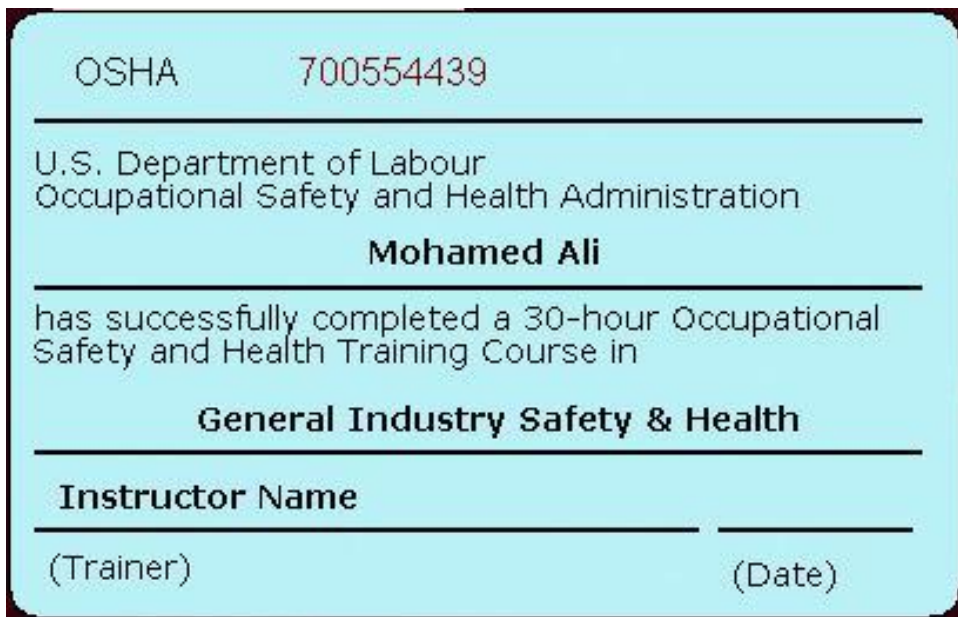 OSHA 700554439
U.S. Department of Labour
Occupational Safety and Health Administration
Mohamed Ali
has successfully completed a 30-hour Occupational
Safety and Health Training Course in
General Industry Safety & Health
Instructor Name
(Trainer) (Date)